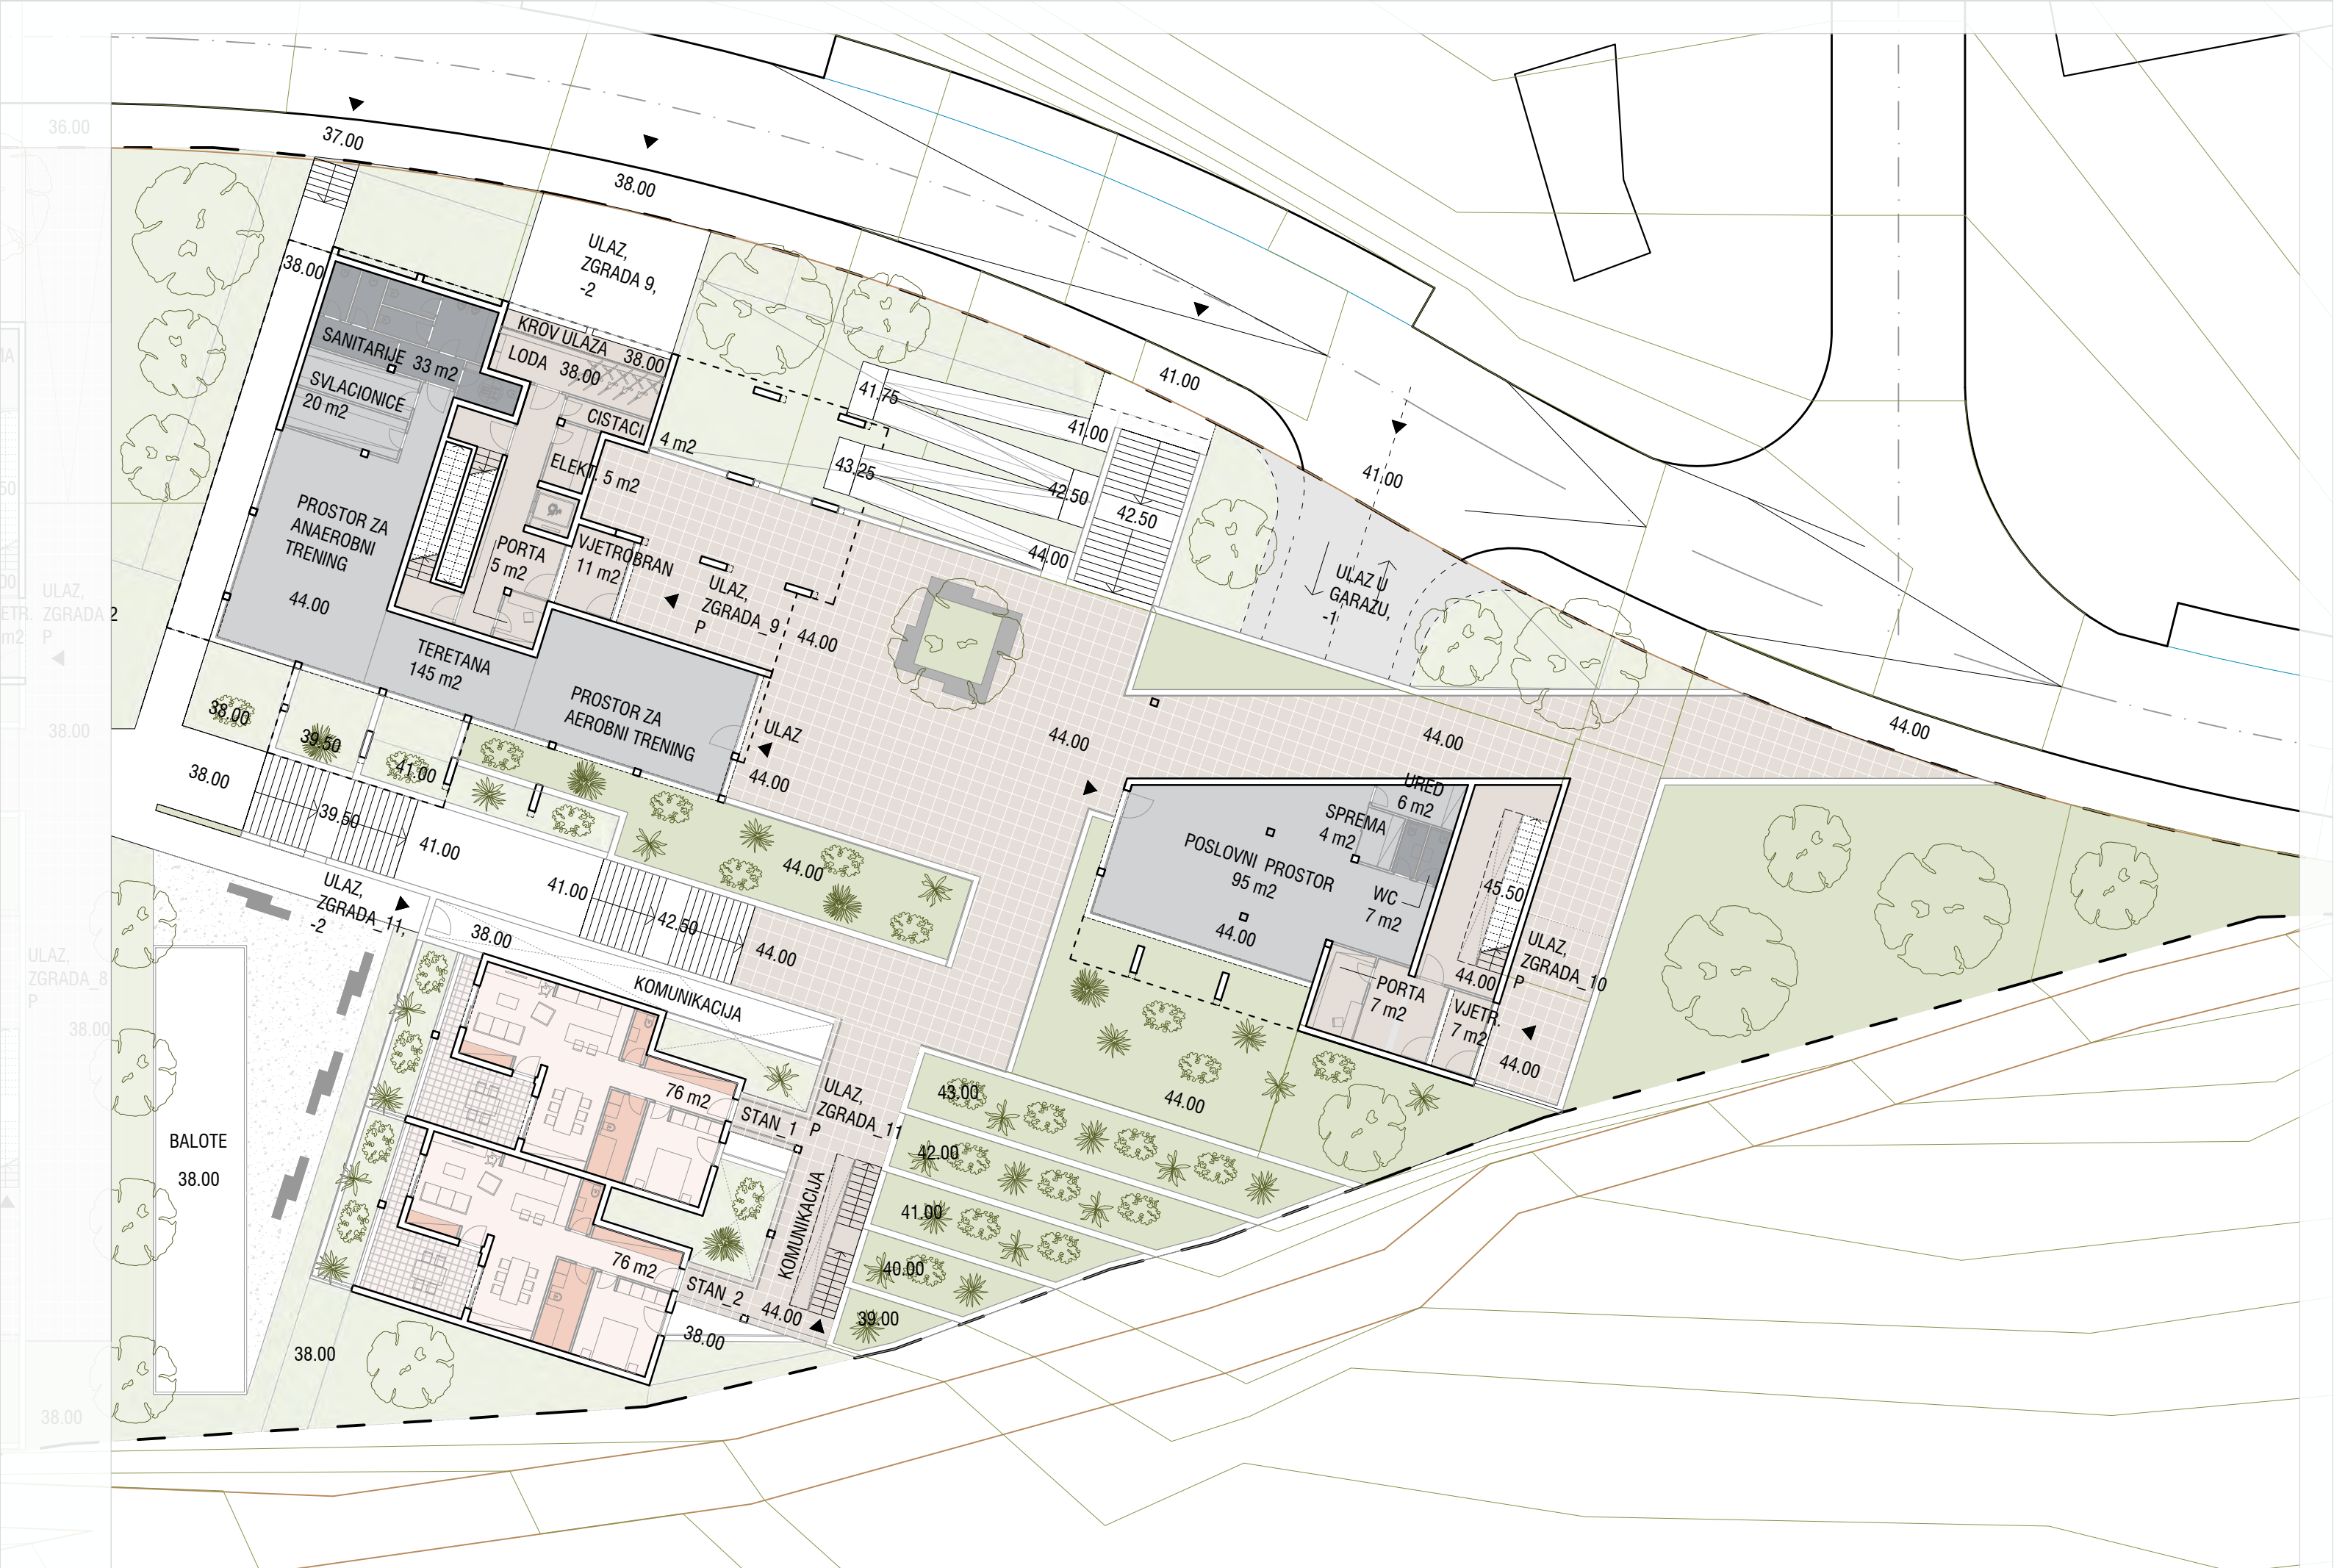 36.00
37.00
38.00
38.00
ULAZ,
ZGRADA 9,
-2
KROV ULAZA 38.00
LODA 38.00
SANITARIJE 33 m2
SVLACIONICE
20 m2
CISTACI
4 m2
ELEKT. 5 m2
41.75
41.00
43.25
42.50
44.00
42.50
41.00
41.00
PROSTOR ZA
ANAEROBNI
TRENING
44.00
PORTA
5 m2
VJETROBRAN
11 m2
ULAZ,
ZGRADA_9
P
44.00
ULAZ U
GARAZU,
-1
ULAZ,
ZGRADA
P
38.00
TERETANA
145 m2
PROSTOR ZA
AEROBNI TRENING
ULAZ
44.00
44.00
44.00
44.00
38.00
39.50
41.00
38.00
39.50
41.00
41.00
42.50
44.00
44.00
URED
6 m2
SPREMA
4 m2
POSLOVNI PROSTOR
95 m2
WC
7 m2
44.00
45.50
44.00
ULAZ,
ZGRADA_10
P
PORTA
7 m2
VJETR.
7 m2
44.00
ULAZ,
ZGRADA_11,
-2
38.00
KOMUNIKACIJA
ULAZ,
ZGRADA_8
P
38.00
76 m2
STAN_1
ULAZ,
ZGRADA_11
P
43.00
44.00
42.00
41.00
40.00
39.00
BALOTE
38.00
KOMUNIKACIJA
76 m2
STAN_2
44.00
38.00
38.00
38.00